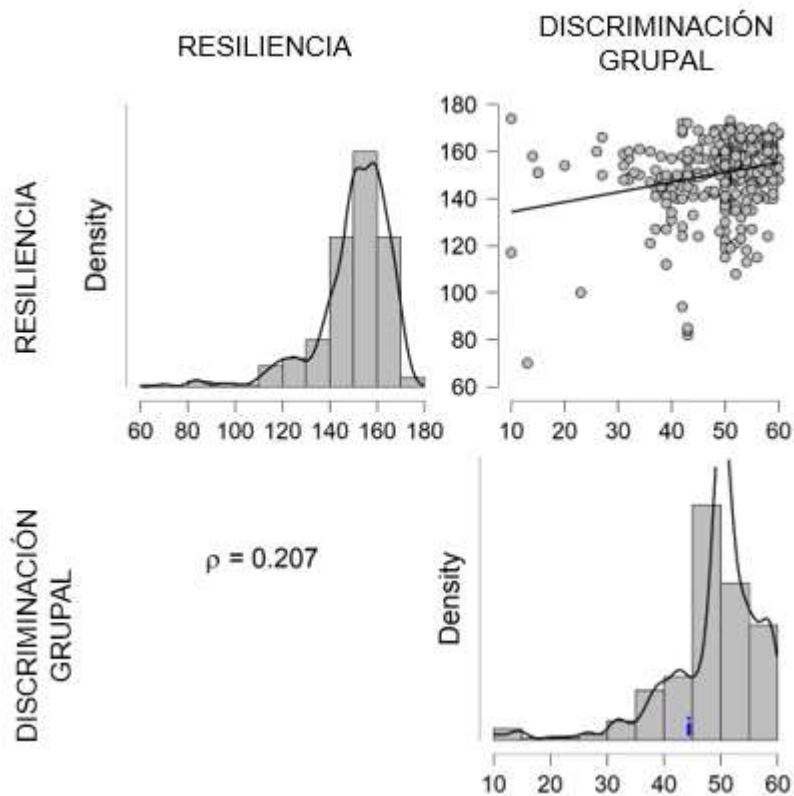 RESILIENCIA
DISCRIMINACIÓN
GRUPAL
RESILIENCIA
Density
180
160
140
120
100
80
60
60 80 100 120 140 160 180
10 20 30 40 50 60
DISCRIMINACIÓN
GRUPAL
ρ = 0.207
Density
i
10 20 30 40 50 60